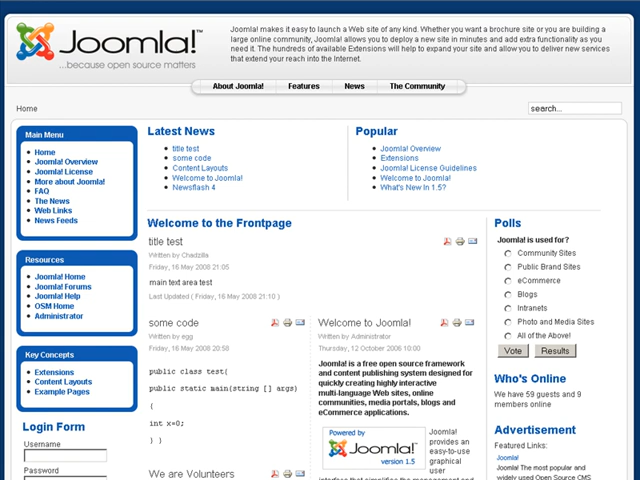 Joomla!™
...because open source matters
Joomla! makes it easy to launch a Web site of any kind. Whether you want a brochure site or you are building a
large online community, Joomla! allows you to deploy a new site in minutes and add extra functionality as you
need it. The hundreds of available Extensions will help to expand your site and allow you to deliver new services
that extend your reach into the Internet.
About Joomla!
Features
News
The Community
Home
search...
Main Menu
Home
Joomla! Overview
Joomla! License
More about Joomla!
FAQ
The News
Web Links
News Feeds
Resources
Joomla! Home
Joomla! Forums
Joomla! Help
OSM Home
Administrator
Key Concepts
Extensions
Content Layouts
Example Pages
Login Form
Username
Password
Latest News
title test
some code
Content Layouts
Welcome to Joomla!
Newsflash 4
Popular
Joomla! Overview
Extensions
Joomla! License Guidelines
Welcome to Joomla!
What's New In 1.5?
Welcome to the Frontpage
title test
Written by Chadzilla
Friday, 16 May 2008 21:05
main text area test
Last Updated ( Friday, 16 May 2008 21:10 )
some code
Written by egg
Friday, 16 May 2008 20:58
public class test(
public static main(string [] args)
{
int x=0;
} }
We are Volunteers
Welcome to Joomla!
Written by Administrator
Thursday, 12 October 2006 10:00
Joomla! is a free open source framework
and content publishing system designed for
quickly creating highly interactive
multi-language Web sites, online
communities, media portals, blogs and
eCommerce applications.
Powered by
Joomla!™
version 1.5
Joomla!
provides an
easy-to-use
graphical
user
interface that simplifies the management and
Polls
Joomla! is used for?
Community Sites
Public Brand Sites
eCommerce
Blogs
Intranets
Photo and Media Sites
All of the Above!
Vote
Results
Who's Online
We have 59 guests and 9
members online
Advertisement
Featured Links:
Joomla!
Joomla! The most popular and
widely used Open Source CMS